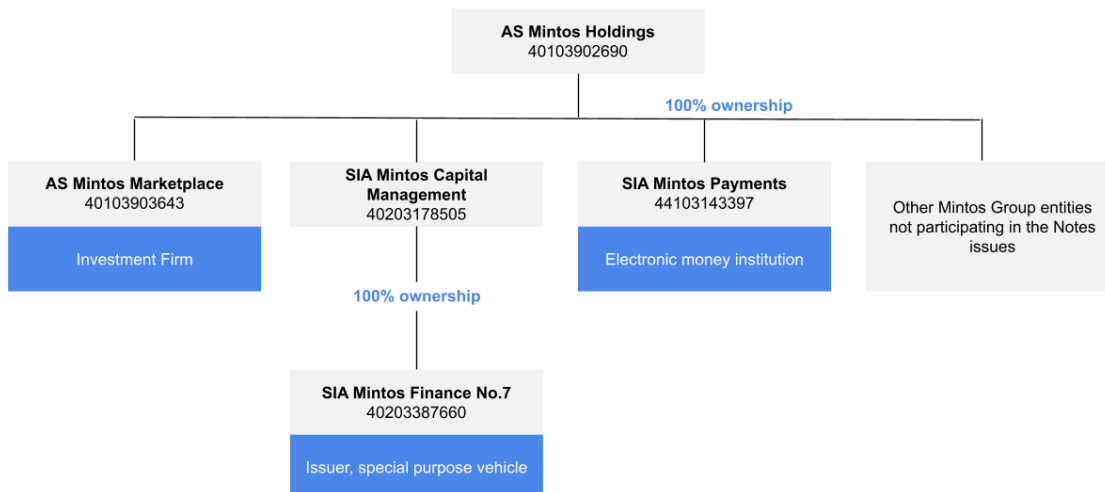 AS Mintos Holdings
40103902690
100% ownership
AS Mintos Marketplace
40103903643
Investment Firm
SIA Mintos Capital
Management
40203178505
SIA Mintos Payments
44103143397
Electronic money institution
Other Mintos Group entities
not participating in the Notes
issues
100% ownership
SIA Mintos Finance No.7
40203387660
Issuer, special purpose vehicle